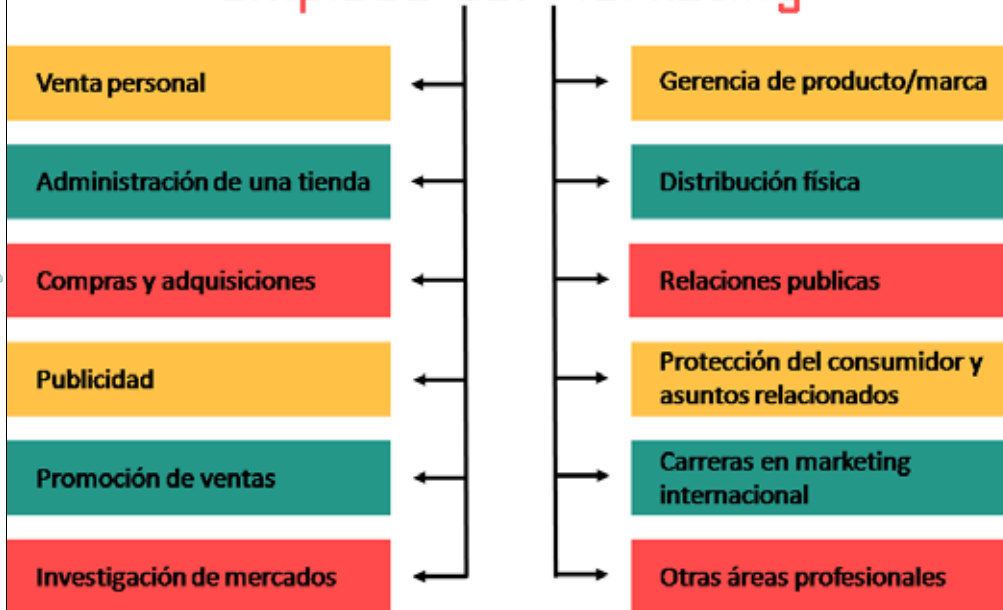 Venta personal
Administración de una tienda
Compras y adquisiciones
Publicidad
Promoción de ventas
Investigación de mercados
Gerencia de producto/marca
Distribución física
Relaciones publicas
Protección del consumidor y
asuntos relacionados
Carreras en marketing
internacional
Otras áreas profesionales